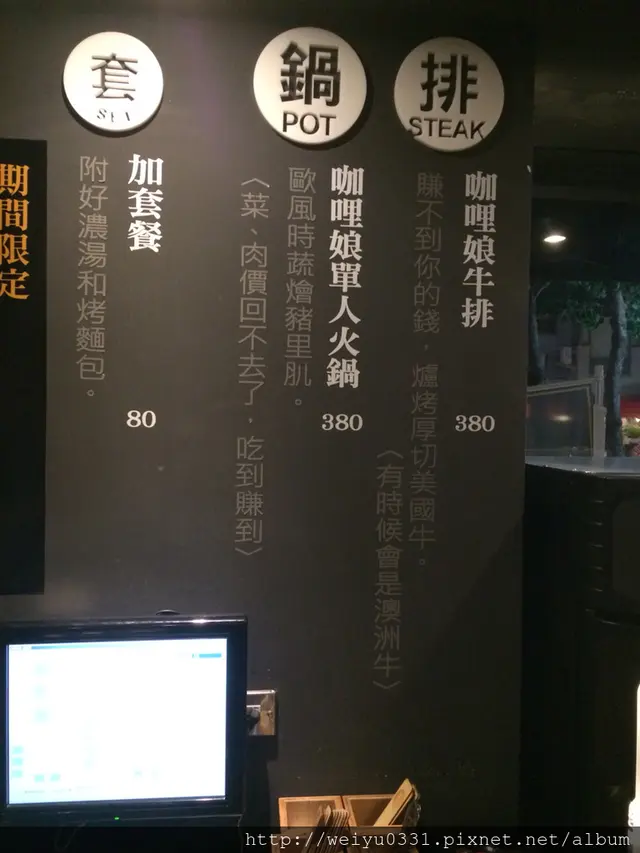 排
STEAK
咖哩娘牛排
380
賺不到你的錢，爐烤厚切美國牛。
〈有時候會是澳洲牛〉
鍋
POT
咖哩娘單人火鍋
380
歐風時蔬燴豬里肌。
〈菜、肉價回不去了，吃到賺到〉
套
SET
加套餐
80
附好濃湯和烤麵包。
期間限定
http://weiyu0331.pixnet.net/album